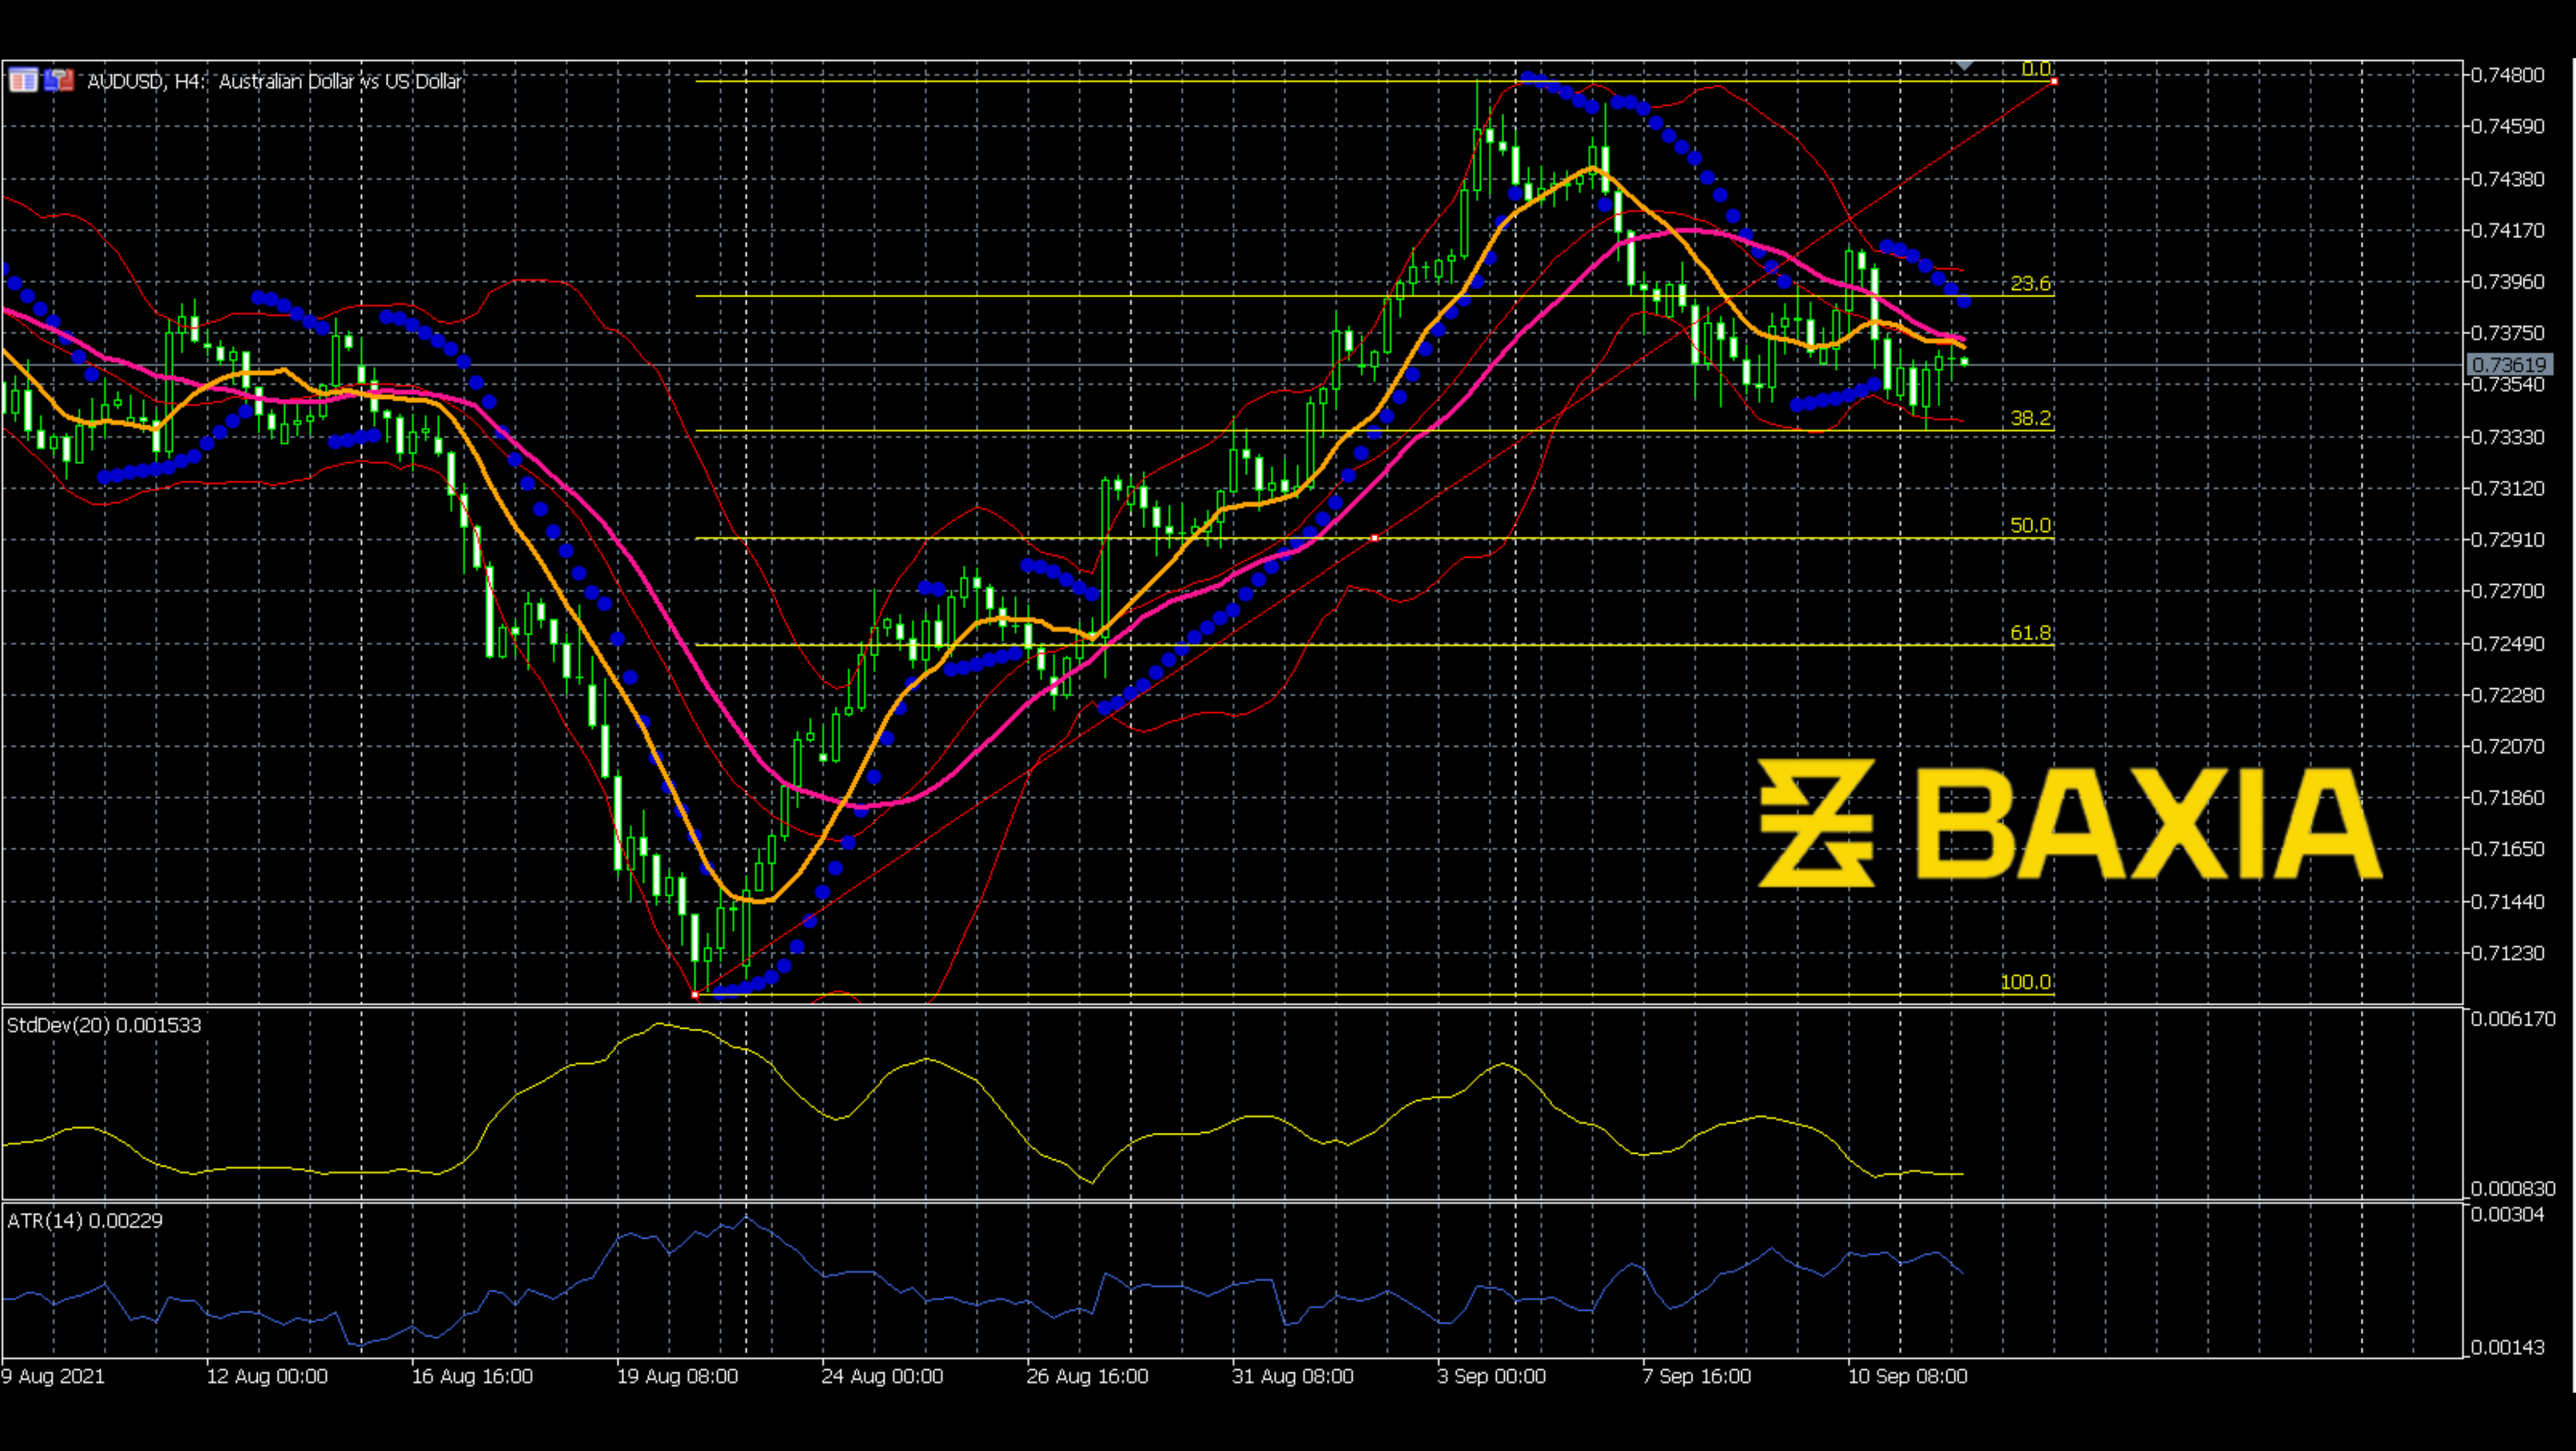 AUDUSD, H4: Australian Dollar vs US Dollar
0.0
23.6
38.2
50.0
61.8
100.0
0.74800
0.74590
0.74380
0.74170
0.73960
0.73750
0.73619
0.73540
0.73330
0.73120
0.72910
0.72700
0.72490
0.72280
0.72070
0.71860
0.71650
0.71440
0.71230
BAXIA
StdDev(20) 0.001533
0.006170
0.000830
ATR(14) 0.00229
0.00304
0.00143
9 Aug 2021
12 Aug 00:00
16 Aug 16:00
19 Aug 08:00
24 Aug 00:00
26 Aug 16:00
31 Aug 08:00
3 Sep 00:00
7 Sep 16:00
10 Sep 08:00